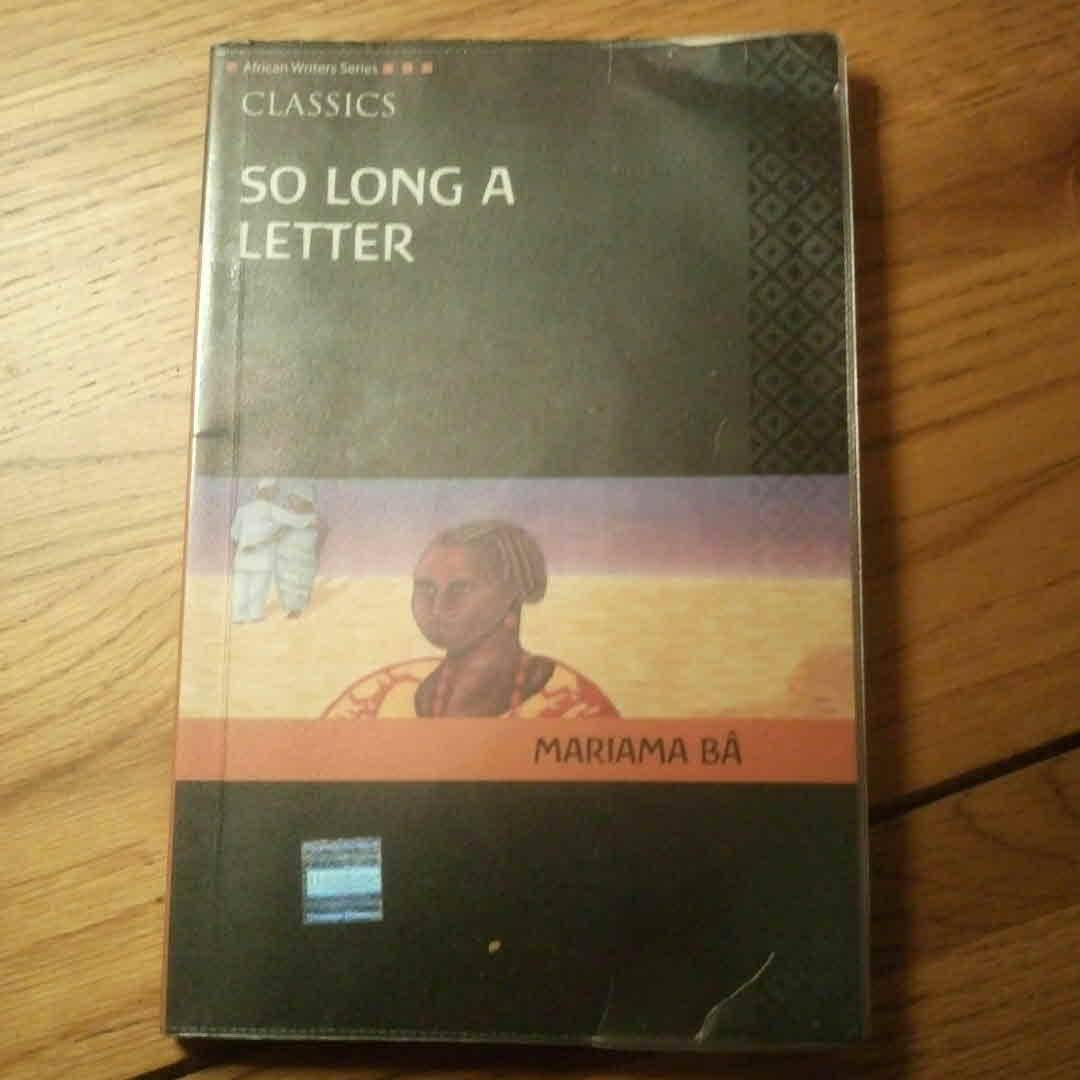 African Writers Series
CLASSICS
SO LONG A
LETTER
MARIAMA BÂ